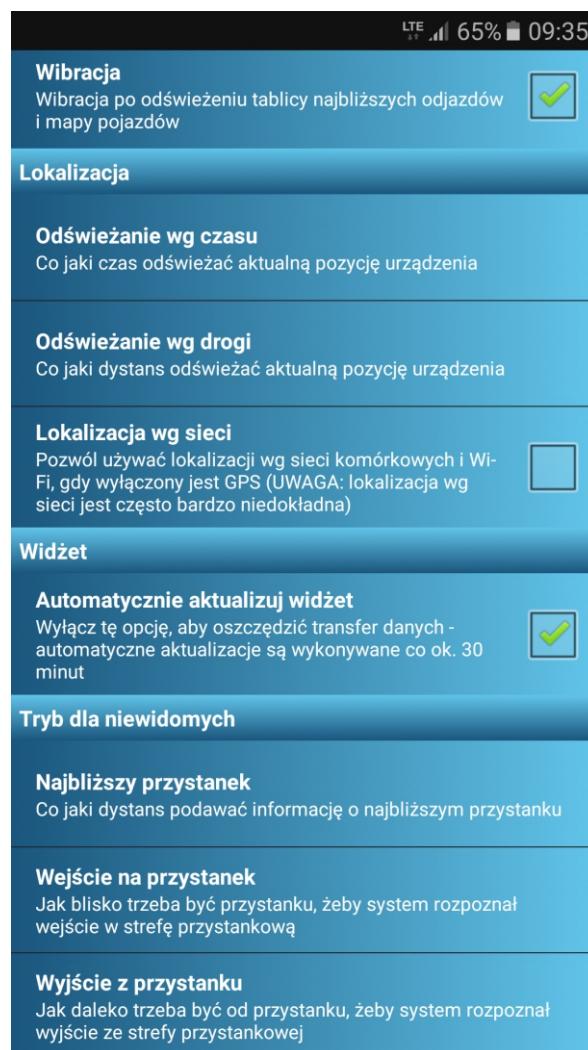 LTE 65% 09:35
Wibracja
Wibracja po odświeżeniu tablicy najbliższych odjazdów
i mapy pojazdów
Lokalizacja
Odświeżanie wg czasu
Co jaki czas odświeżać aktualną pozycję urządzenia
Odświeżanie wg drogi
Co jaki dystans odświeżać aktualną pozycję urządzenia
Lokalizacja wg sieci
Pozwól używać lokalizacji wg sieci komórkowych i Wi-
Fi, gdy wyłączony jest GPS (UWAGA: lokalizacja wg
sieci jest często bardzo niedokładna)
Widżet
Automatycznie aktualizuj widżet
Wyłącz tę opcję, aby oszczędzić transfer danych -
automatyczne aktualizacje są wykonywane co ok. 30
minut
Tryb dla niewidomych
Najbliższy przystanek
Co jaki dystans podawać informację o najbliższym przystanku
Wejście na przystanek
Jak blisko trzeba być przystanku, żeby system rozpoznał
wejście w strefę przystankową
Wyjście z przystanku
Jak daleko trzeba być od przystanku, żeby system rozpoznał
wyjście ze strefy przystankowej